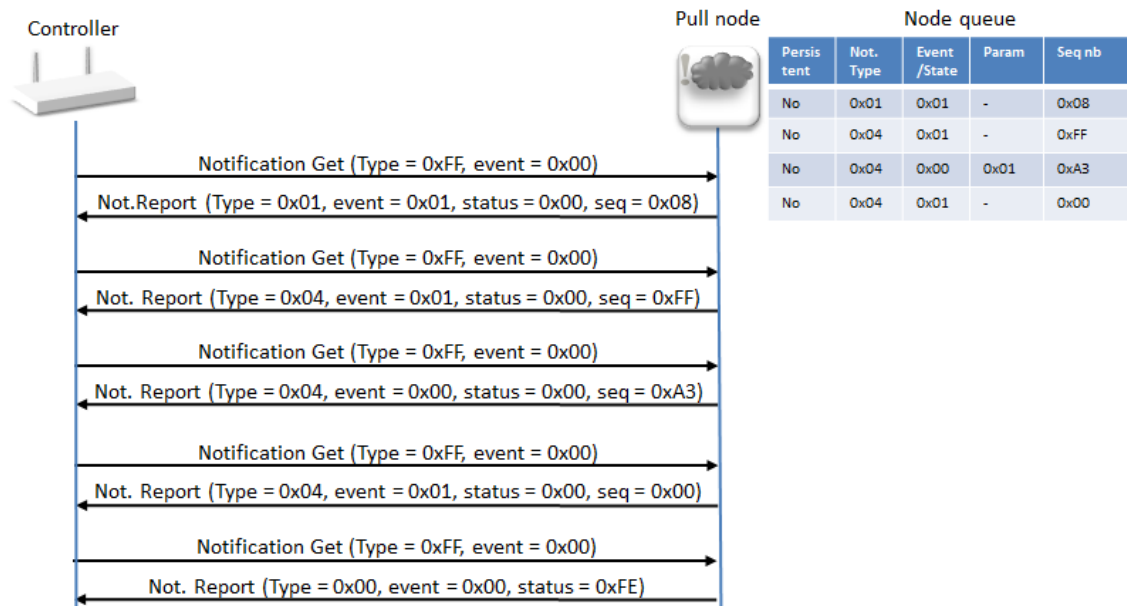 Controller
Pull node
Node queue
Persis tent Not. Type Event /State Param Seq nb
No 0x01 0x01 - 0x08
No 0x04 0x01 - 0xFF
No 0x04 0x00 0x01 0xA3
No 0x04 0x01 - 0x00
Notification Get (Type = 0xFF, event = 0x00)
Not.Report (Type = 0x01, event = 0x01, status = 0x00, seq = 0x08)
Notification Get (Type = 0xFF, event = 0x00)
Not. Report (Type = 0x04, event = 0x01, status = 0x00, seq = 0xFF)
Notification Get (Type = 0xFF, event = 0x00)
Not. Report (Type = 0x04, event = 0x00, status = 0x00, seq = 0xA3)
Notification Get (Type = 0xFF, event = 0x00)
Not. Report (Type = 0x04, event = 0x01, status = 0x00, seq = 0x00)
Notification Get (Type = 0xFF, event = 0x00)
Not. Report (Type = 0x00, event = 0x00, status = 0xFE)